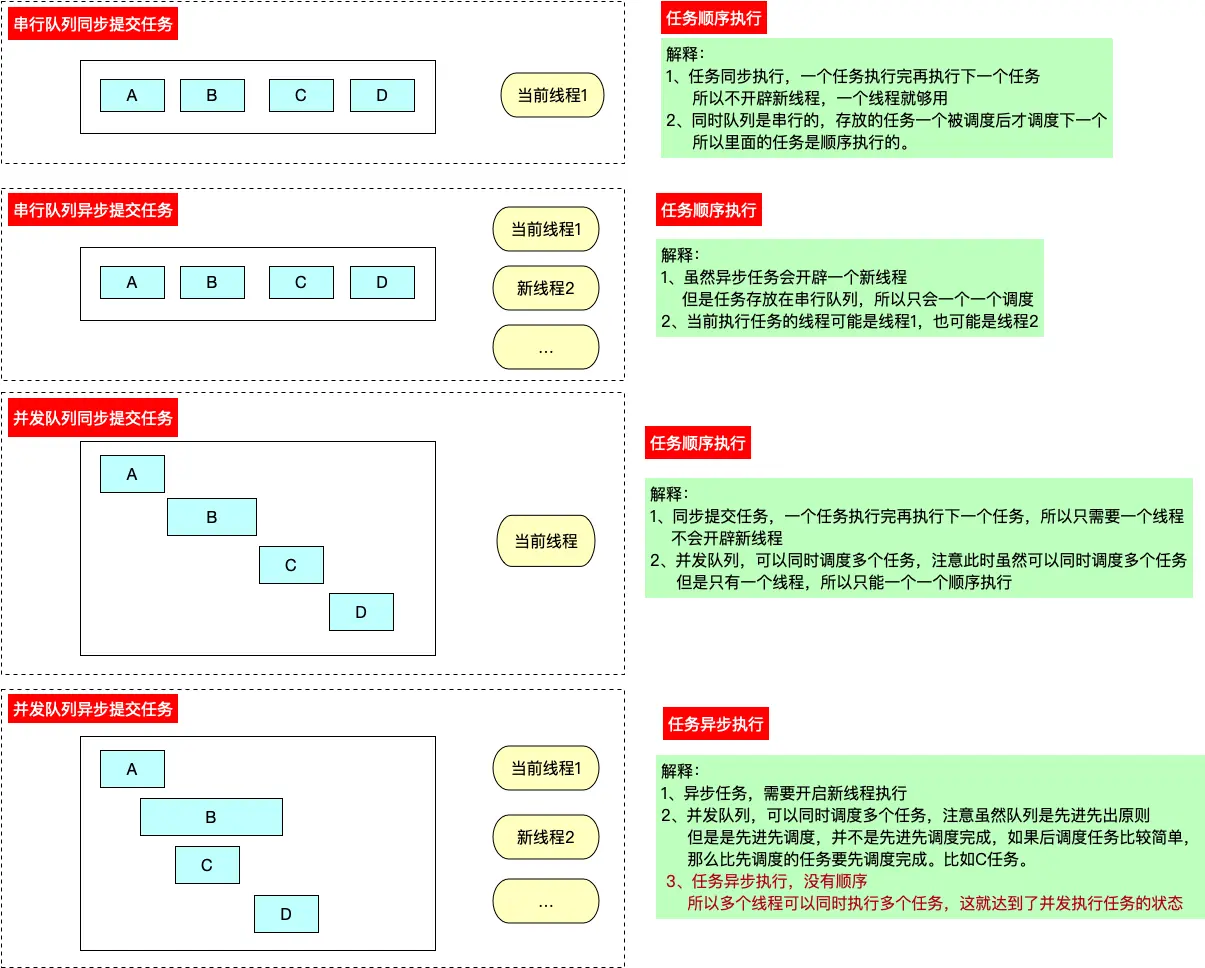 串行队列同步提交任务
A
B
C
D
当前线程1
任务顺序执行
解释：
1、任务同步执行，一个任务执行完再执行下一个任务
所以不开辟新线程，一个线程就够用
2、同时队列是串行的，存放的任务一个被调度后才调度下一个
所以里面的任务是顺序执行的。
串行队列异步提交任务
A
B
C
D
当前线程1
新线程2
...
任务顺序执行
解释：
1、虽然异步任务会开辟一个新线程
但是任务存放在串行队列，所以只会一个一个调度
2、当前执行任务的线程可能是线程1，也可能是线程2
并发队列同步提交任务
A
B
C
D
当前线程
任务顺序执行
解释：
1、同步提交任务，一个任务执行完再执行下一个任务，所以只需要一个线程
不会开辟新线程
2、并发队列，可以同时调度多个任务，注意此时虽然可以同时调度多个任务
但是只有一个线程，所以只能一个一个顺序执行
并发队列异步提交任务
A
B
C
D
当前线程1
新线程2
...
任务异步执行
解释：
1、异步任务，需要开启新线程执行
2、并发队列，可以同时调度多个任务，注意虽然队列是先进先出原则
但是是先进先调度，并不是先进先调度完成，如果后调度任务比较简单，
那么比先调度的任务要先调度完成。比如C任务。
3、任务异步执行，没有顺序
所以多个线程可以同时执行多个任务，这就达到了并发执行任务的状态